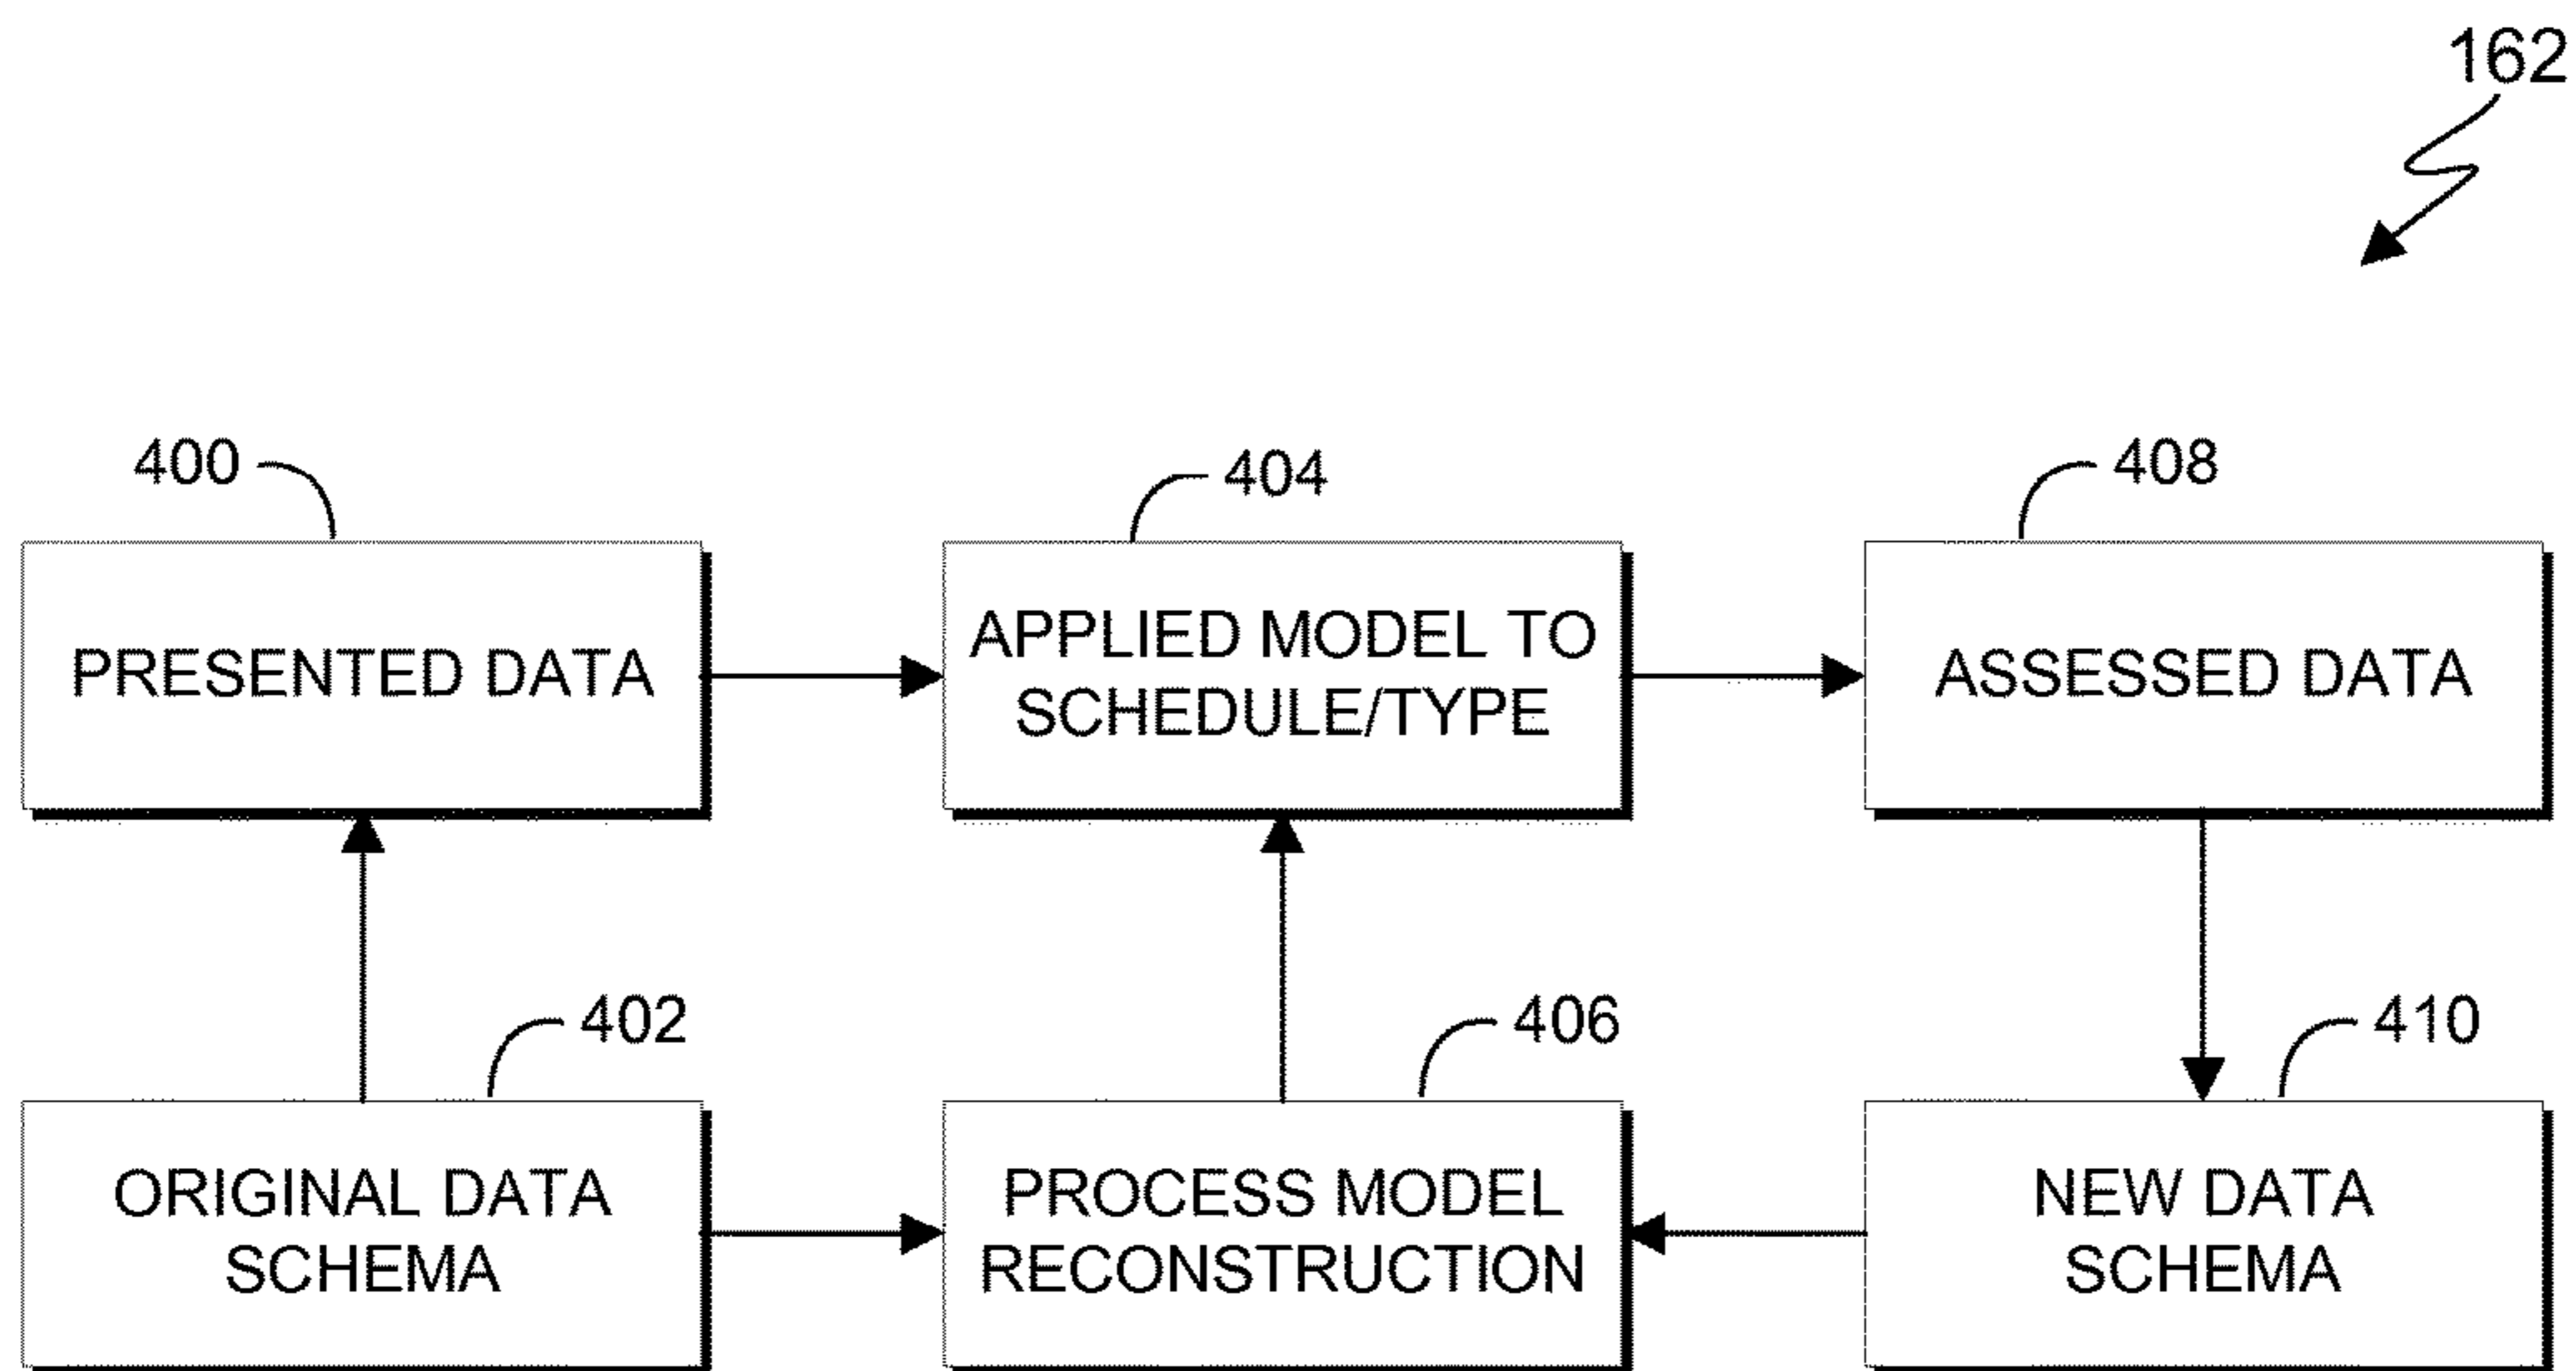 162
400
404
408
PRESENTED DATA
APPLIED MODEL TO
SCHEDULE/TYPE
ASSESSED DATA
402
406
410
ORIGINAL DATA
SCHEMA
PROCESS MODEL
RECONSTRUCTION
NEW DATA
SCHEMA